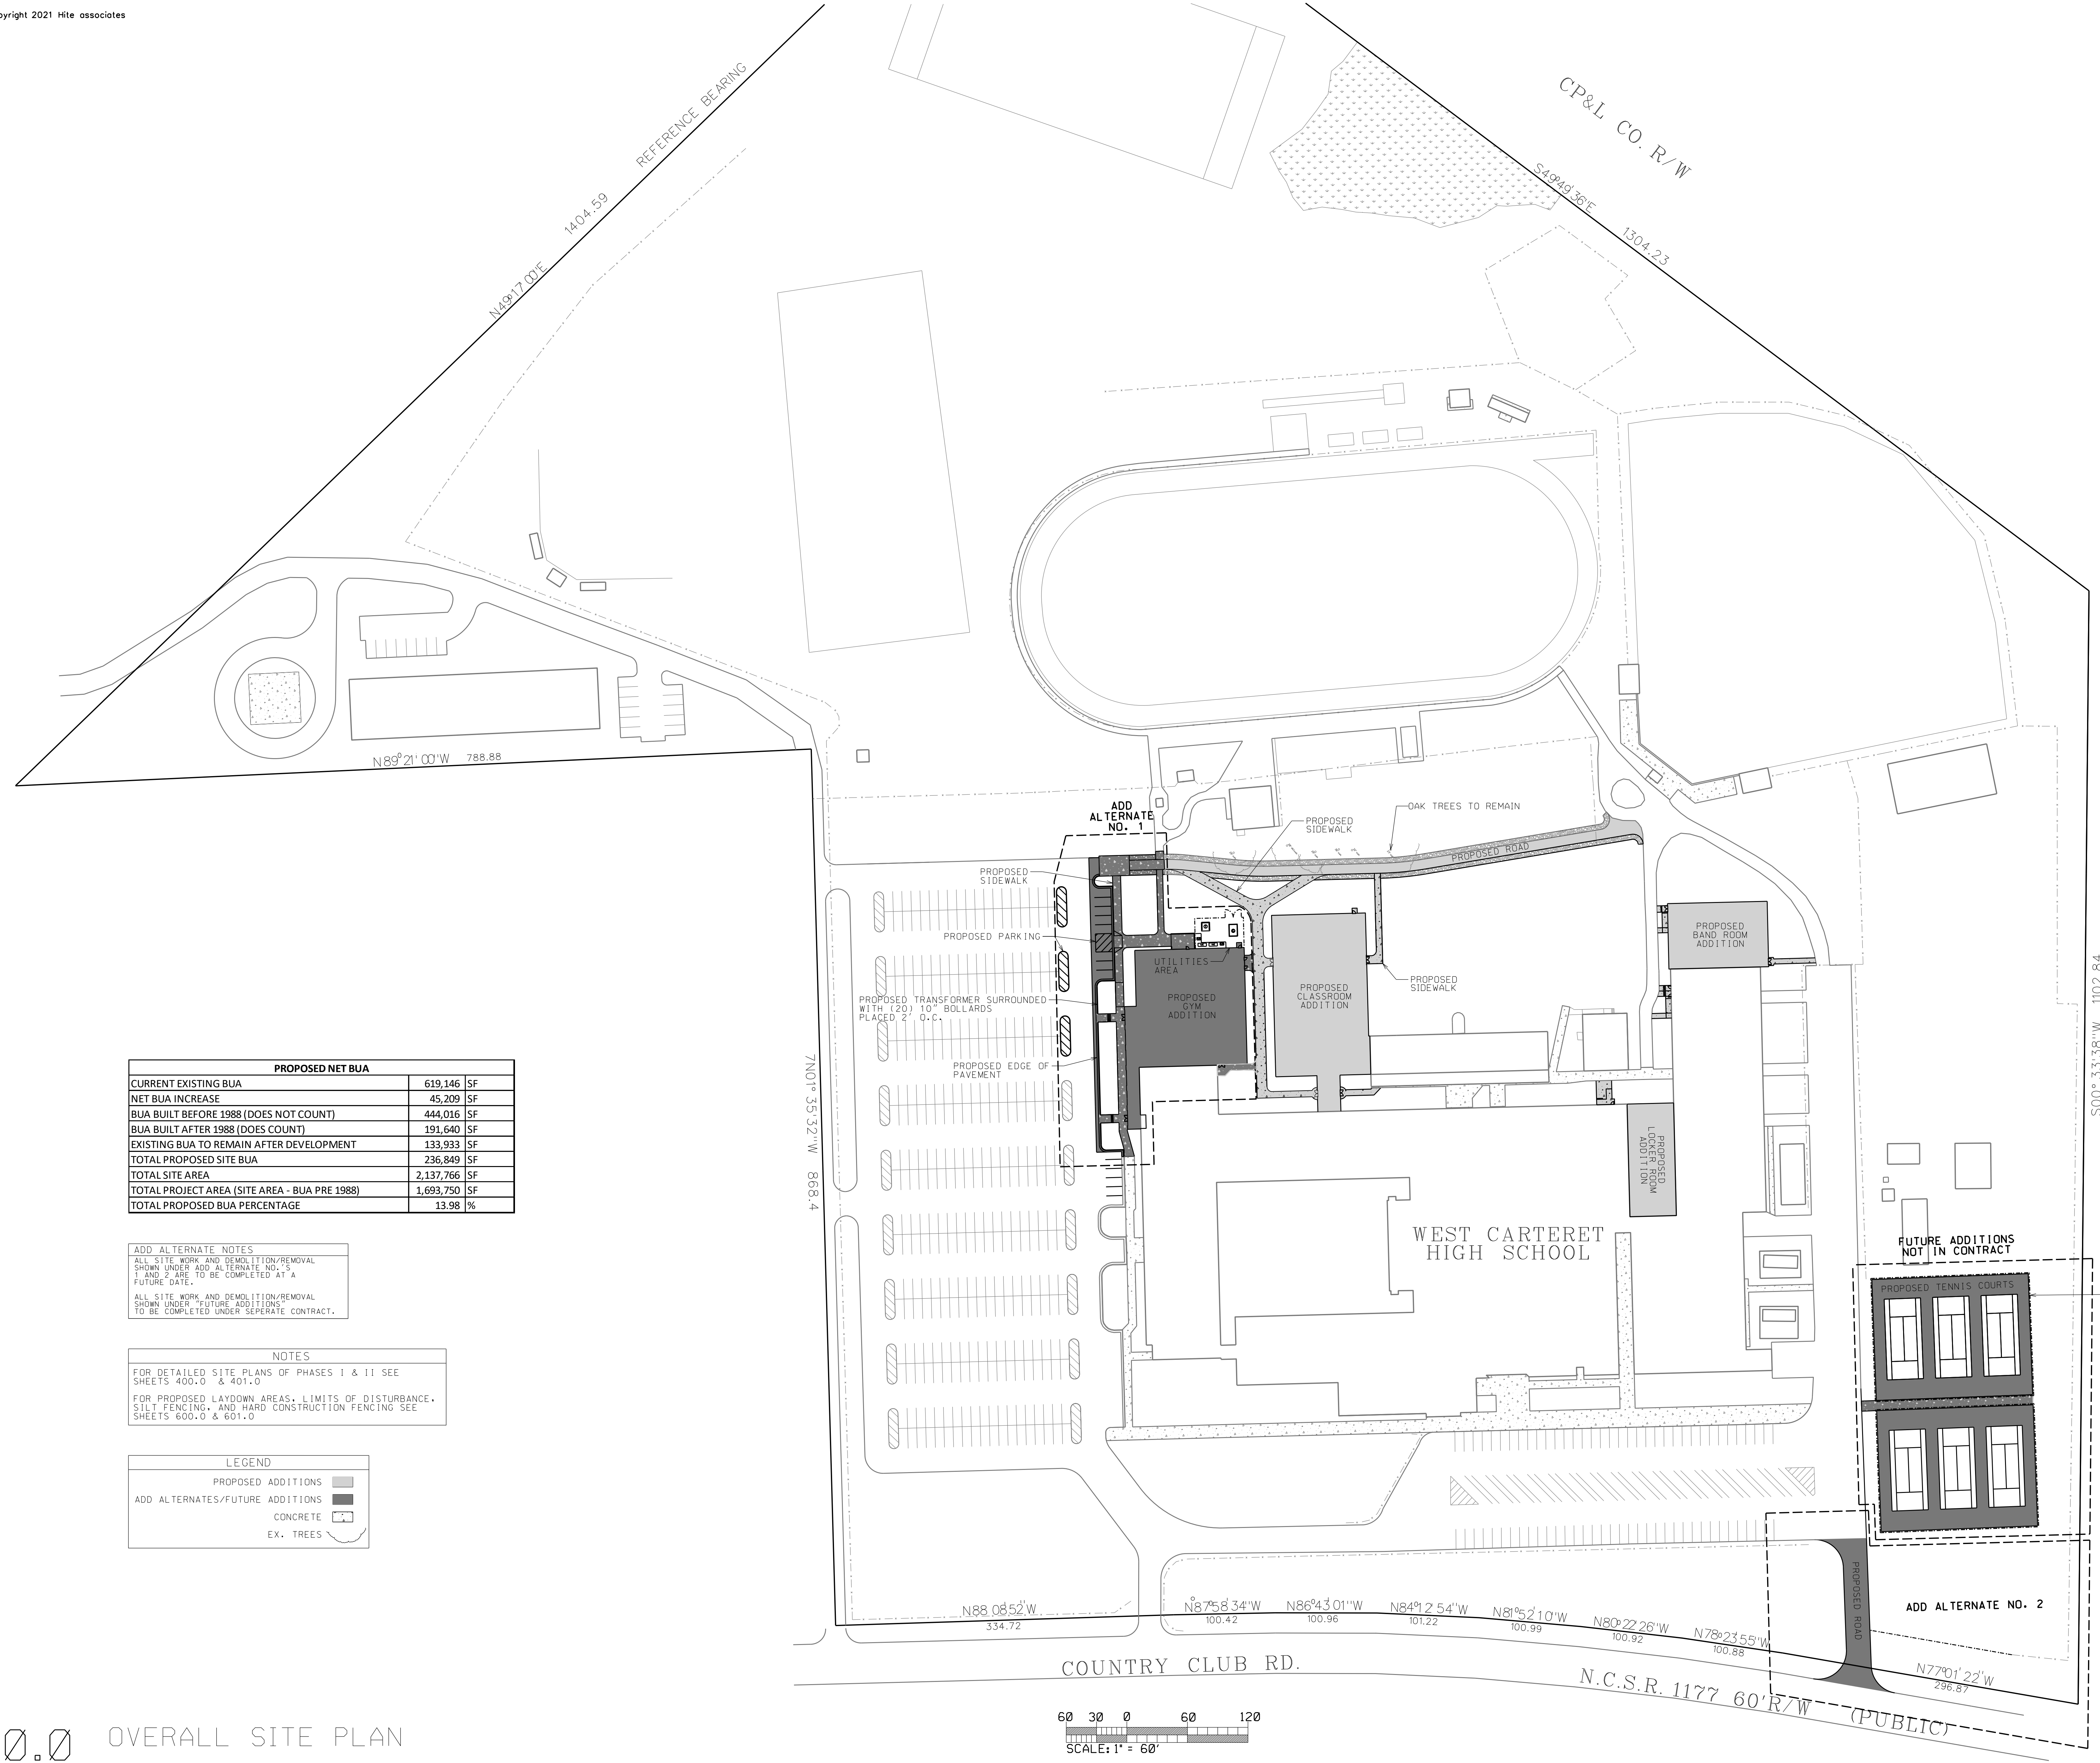 pyright 2021 Hite associates
REFERENCE BEARING
1404.59
N49°17'00"E
CP&L CO. R/W
S49°49'36"E
1304.23
N89°21'00"W 788.88
ADD
ALTERNATE
NO. 1
OAK TREES TO REMAIN
PROPOSED
SIDEWALK
PROPOSED ROAD
PROPOSED
SIDEWALK
PROPOSED PARKING
UTILITIES
AREA
PROPOSED
GYM
ADDITION
PROPOSED
CLASSROOM
ADDITION
PROPOSED
SIDEWALK
PROPOSED
BAND ROOM
ADDITION
PROPOSED TRANSFORMER SURROUNDED
WITH (20) 10" BOLLARDS
PLACED 2' O.C.
PROPOSED EDGE OF
PAVEMENT
7N01°35'32"W 868.4
S00°33'38"W 1102.84
PROPOSED
LOCKER ROOM
ADDITION
WEST CARTERET
HIGH SCHOOL
FUTURE ADDITIONS
NOT IN CONTRACT
PROPOSED TENNIS COURTS
PROPOSED NET BUA
CURRENT EXISTING BUA 619,146 SF
NET BUA INCREASE 45,209 SF
BUA BUILT BEFORE 1988 (DOES NOT COUNT) 444,016 SF
BUA BUILT AFTER 1988 (DOES COUNT) 191,640 SF
EXISTING BUA TO REMAIN AFTER DEVELOPMENT 133,933 SF
TOTAL PROPOSED SITE BUA 236,849 SF
TOTAL SITE AREA 2,137,766 SF
TOTAL PROJECT AREA (SITE AREA - BUA PRE 1988) 1,693,750 SF
TOTAL PROPOSED BUA PERCENTAGE 13.98 %
ADD ALTERNATE NOTES
ALL SITE WORK AND DEMOLITION/REMOVAL
SHOWN UNDER ADD ALTERNATE NO.'S
1 AND 2 ARE TO BE COMPLETED AT A
FUTURE DATE.
ALL SITE WORK AND DEMOLITION/REMOVAL
SHOWN UNDER "FUTURE ADDITIONS"
TO BE COMPLETED UNDER SEPERATE CONTRACT.
NOTES
FOR DETAILED SITE PLANS OF PHASES I & II SEE
SHEETS 400.0 & 401.0
FOR PROPOSED LAYDOWN AREAS, LIMITS OF DISTURBANCE,
SILT FENCING, AND HARD CONSTRUCTION FENCING SEE
SHEETS 600.0 & 601.0
LEGEND
PROPOSED ADDITIONS
ADD ALTERNATES/FUTURE ADDITIONS
CONCRETE
EX. TREES
PROPOSED ROAD
ADD ALTERNATE NO. 2
N88°08'52"W
334.72
N87°58'34"W
100.42
N86°43'01"W
100.96
N84°12'54"W
101.22
N81°52'10"W
100.99
N80°22'26"W
100.92
N78°23'55"W
100.88
N77°01'22"W
296.87
COUNTRY CLUB RD.
N.C.S.R. 1177 60'R/W (PUBLIC)
60 30 0 60 120
SCALE: 1" = 60'
0.0 OVERALL SITE PLAN